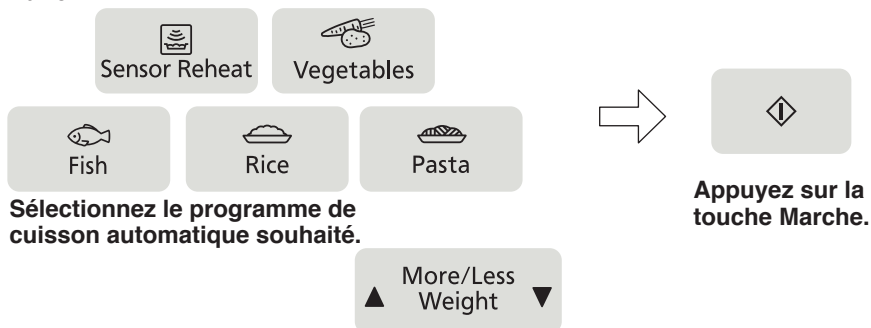 Sensor Reheat
Vegetables
Fish
Rice
Pasta
Sélectionnez le programme de
cuisson automatique souhaité.
Appuyez sur la
touche Marche.
More/Less
Weight